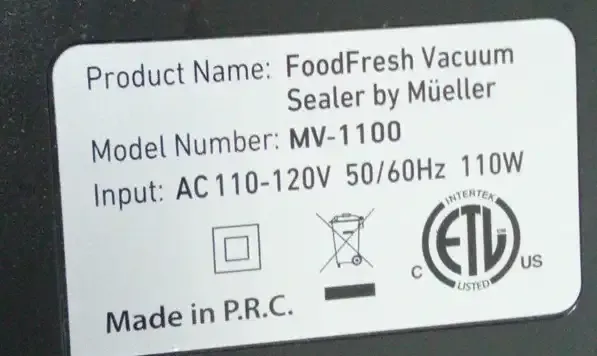 Product Name: FoodFresh Vacuum
Sealer by Müeller
Model Number: MV-1100
Input: AC 110-120V 50/60Hz 110W
INTERTEK
ETL
C US
LISTED
Made in P.R.C.